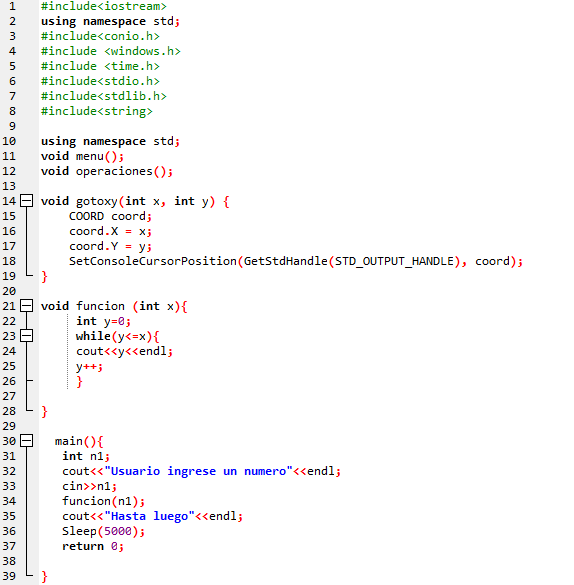 1 #include<iostream>
2 using namespace std;
3 #include<conio.h>
4 #include <windows.h>
5 #include <time.h>
6 #include<stdio.h>
7 #include<stdlib.h>
8 #include<string>
9
10 using namespace std;
11 void menu();
12 void operaciones();
13
14 void gotoxy(int x, int y) {
15 COORD coord;
16 coord.X = x;
17 coord.Y = y;
18 SetConsoleCursorPosition(GetStdHandle(STD_OUTPUT_HANDLE), coord);
19 }
20
21 void funcion (int x){
22 int y=0;
23 while(y<=x){
24 cout<<y<<endl;
25 y++;
26 }
27
28 }
29
30 main(){
31 int n1;
32 cout<<"Usuario ingrese un numero"<<endl;
33 cin>>n1;
34 funcion(n1);
35 cout<<"Hasta luego"<<endl;
36 Sleep(5000);
37 return 0;
38
39 }